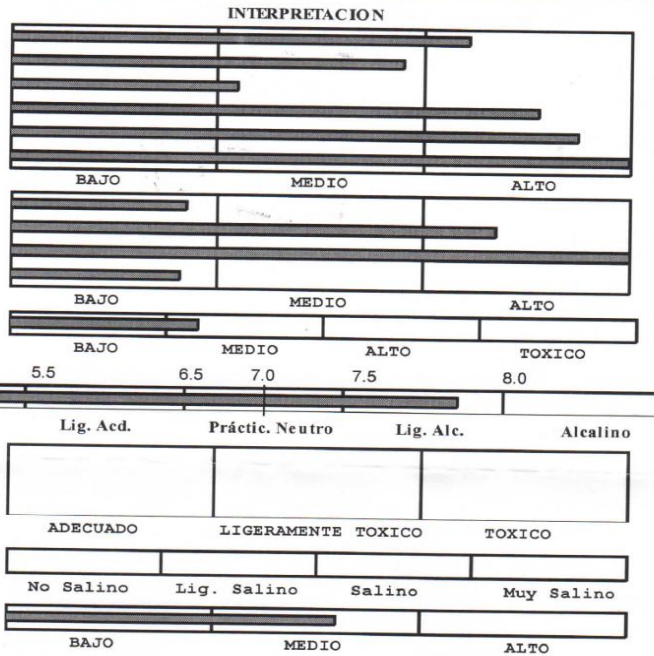 INTERPRETACION
BAJO MEDIO ALTO
BAJO MEDIO ALTO
BAJO MEDIO ALTO TOXICO
5.5 6.5 7.0 7.5 8.0
Lig. Acd. Práctic. Neutro Lig. Alc. Alcalino
ADECUADO LIGERAMENTE TOXICO TOXICO
No Salino Lig. Salino Salino Muy Salino
BAJO MEDIO ALTO